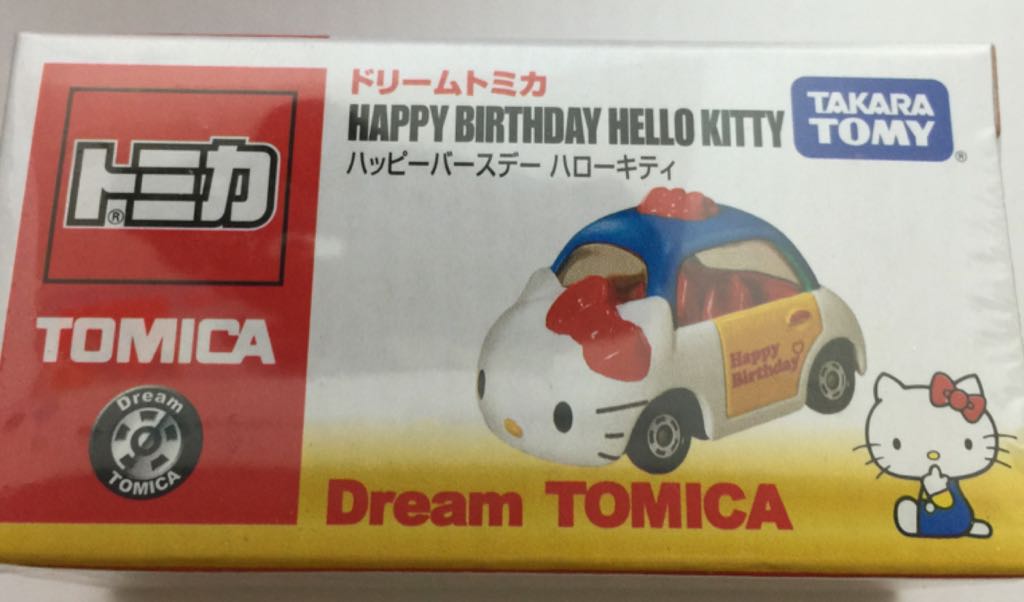 トミカ®
TOMICA
Dream
TOMICA
ドリームトミカ
HAPPY BIRTHDAY HELLO KITTY
ハッピーバースデー ハローキティ
TAKARA
TOMY®
Happy
Birthday
Dream TOMICA